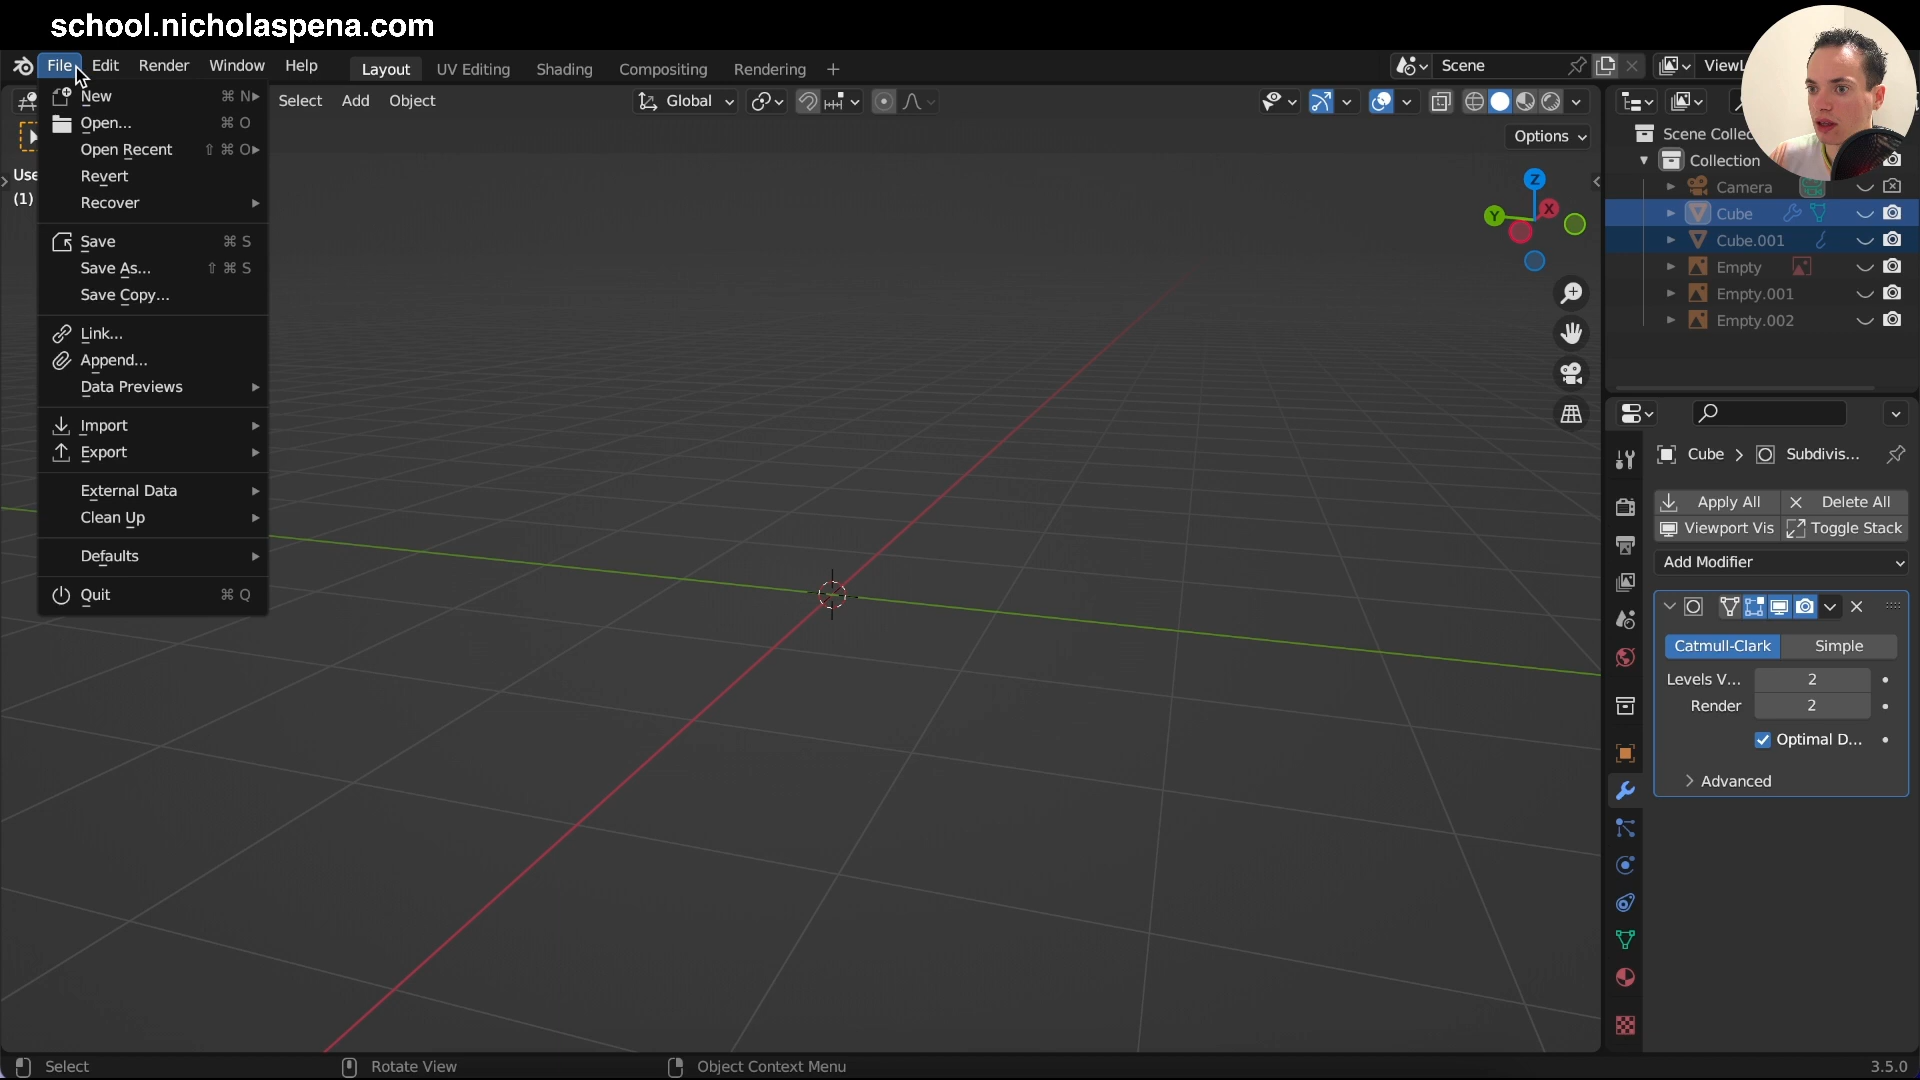 school.nicholaspena.com
File Edit Render Window Help Layout UV Editing Shading Compositing Rendering + Scene
Select Add Object Global
Options
New ⌘ N
Open... ⌘ O
Open Recent ⇧ ⌘ O
Revert
Recover
Save ⌘ S
Save As... ⇧ ⌘ S
Save Copy...
Link...
Append...
Data Previews
Import
Export
External Data
Clean Up
Defaults
Quit ⌘ Q
Use
(1)
Z
Y
X
Collection
Camera
Cube
Cube.001
Empty
Empty.001
Empty.002
Cube > Subdivis...
Apply All Delete All
Viewport Vis Toggle Stack
Add Modifier
Catmull-Clark Simple
Levels V... 2
Render 2
Optimal D...
Advanced
Select Rotate View Object Context Menu 3.5.0